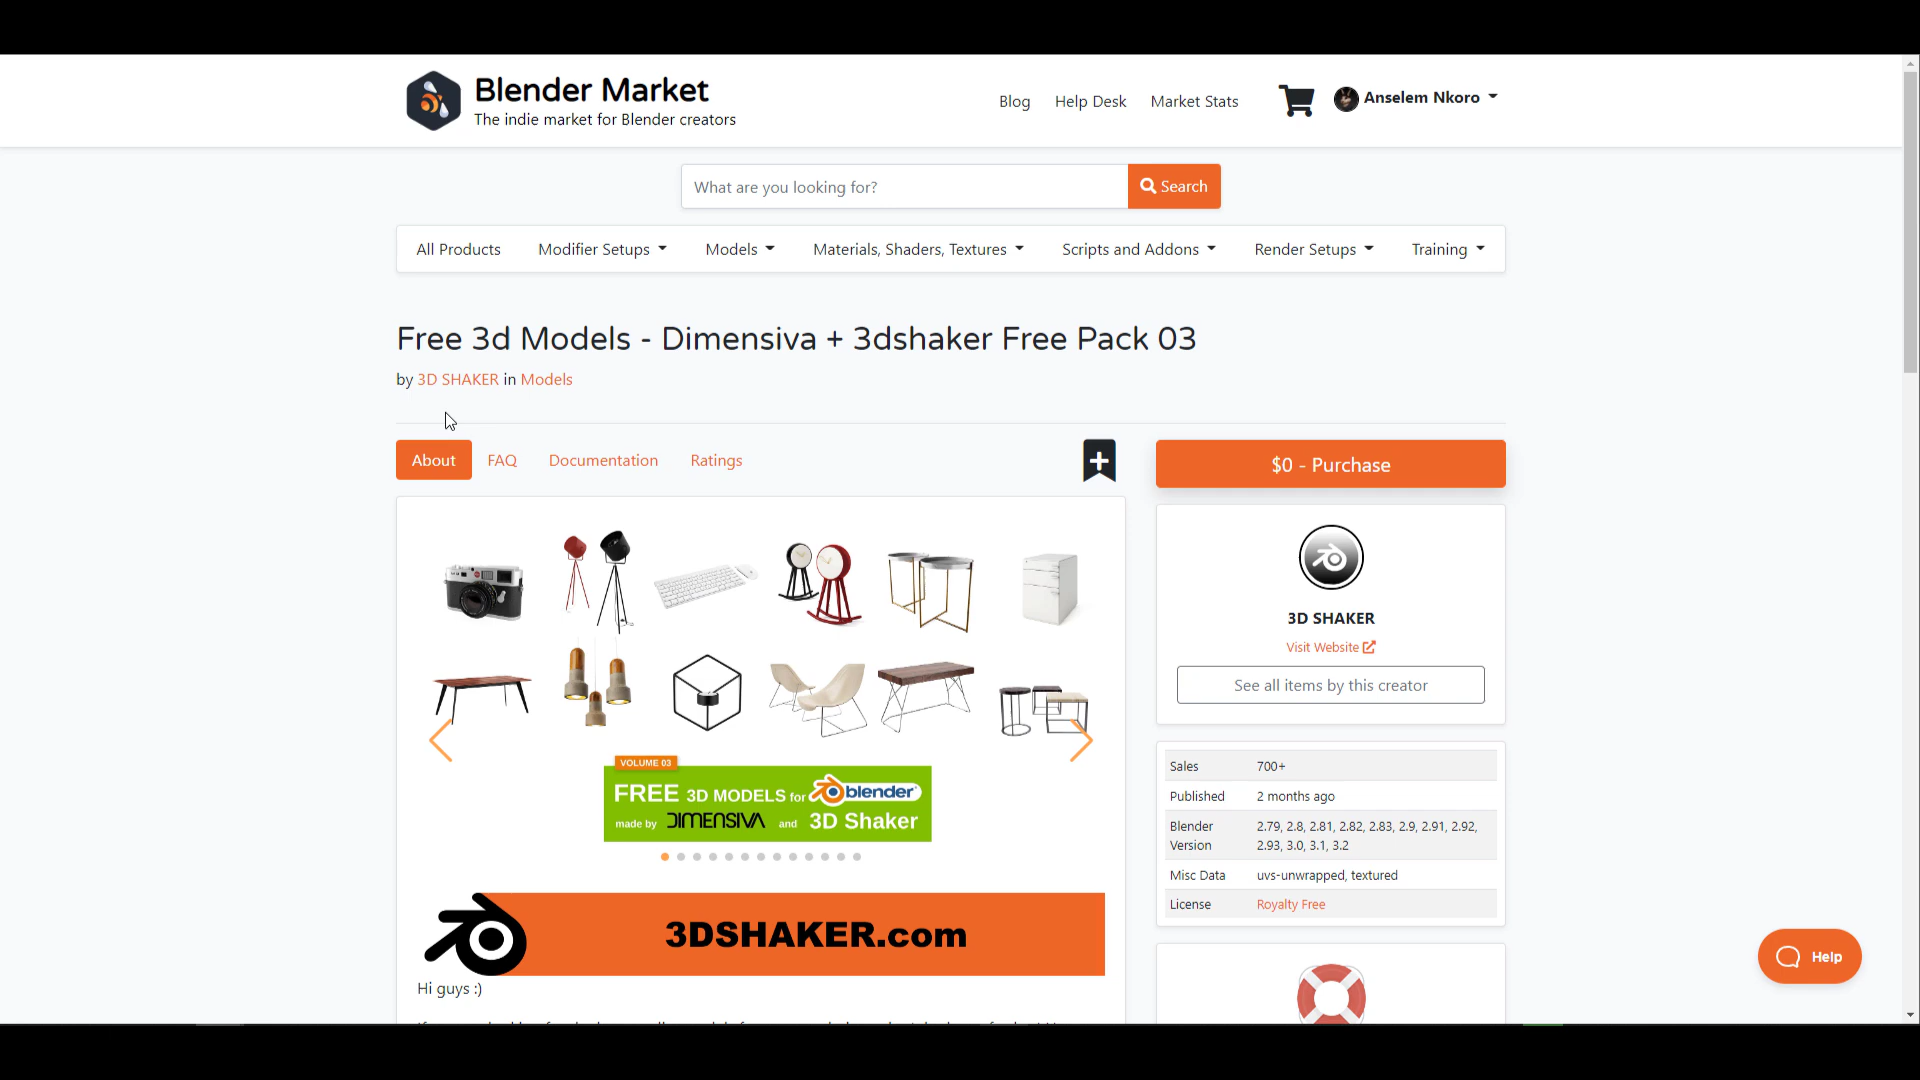 Blender Market
The indie market for Blender creators
Blog
Help Desk
Market Stats
Anselem Nkoro
What are you looking for?
Search
All Products
Modifier Setups
Models
Materials, Shaders, Textures
Scripts and Addons
Render Setups
Training
Free 3d Models - Dimensiva + 3dshaker Free Pack 03
by 3D SHAKER in Models
About
FAQ
Documentation
Ratings
$0 - Purchase
3D SHAKER
Visit Website
See all items by this creator
VOLUME 03
FREE 3D MODELS for blender
made by DIMENSIVA and 3D Shaker
Sales 700+
Published 2 months ago
Blender Version 2.79, 2.8, 2.81, 2.82, 2.83, 2.9, 2.91, 2.92,
2.93, 3.0, 3.1, 3.2
Misc Data uvs-unwrapped, textured
License Royalty Free
3DSHAKER.com
Hi guys :)
Help